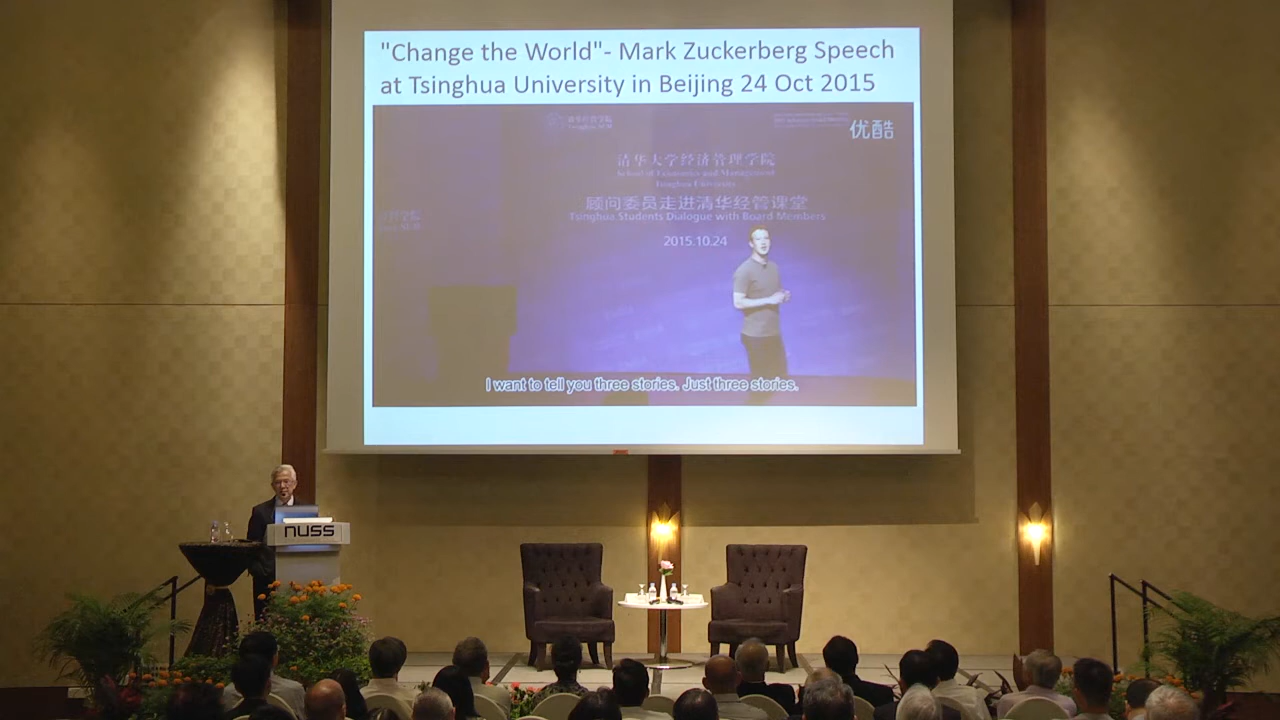 "Change the World"- Mark Zuckerberg Speech
at Tsinghua University in Beijing 24 Oct 2015
优酷
清华大学经济管理学院
School of Economics and Management
Tsinghua University
顾问委员走进清华经管课堂
Tsinghua Students Dialogue with Board Members
2015.10.24
I want to tell you three stories. Just three stories.
nuss